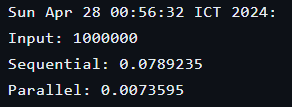 Sun Apr 28 00:56:32 ICT 2024:
Input: 1000000
Sequential: 0.0789235
Parallel: 0.0073595